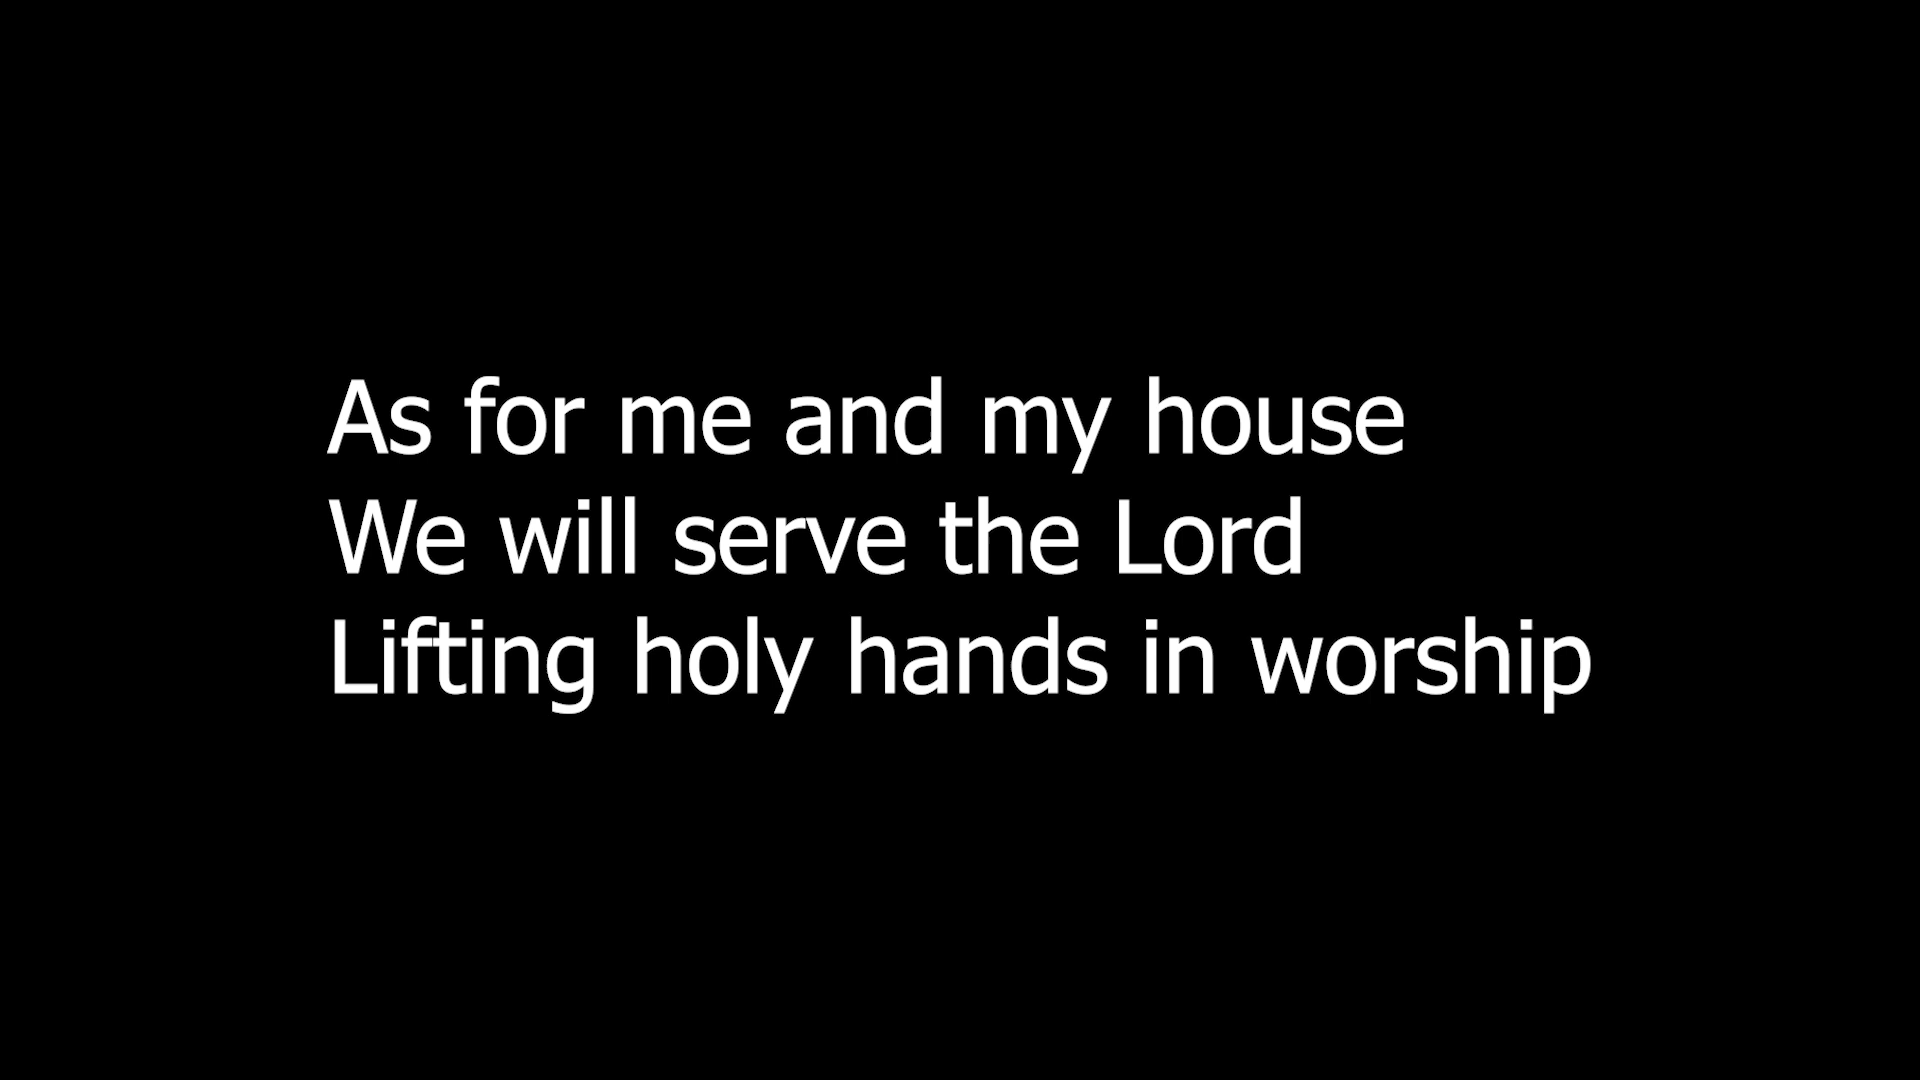 As for me and my house
We will serve the Lord
Lifting holy hands in worship